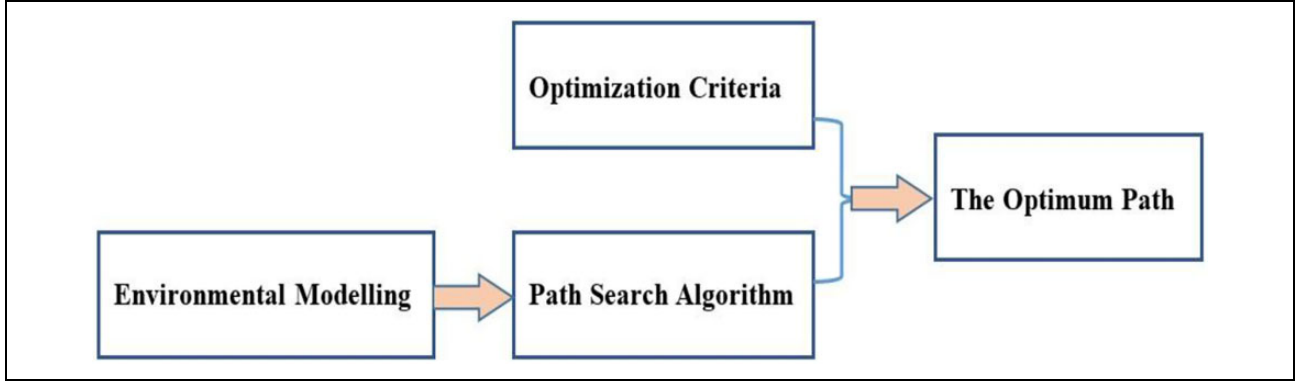 Optimization Criteria
The Optimum Path
Environmental Modelling
Path Search Algorithm